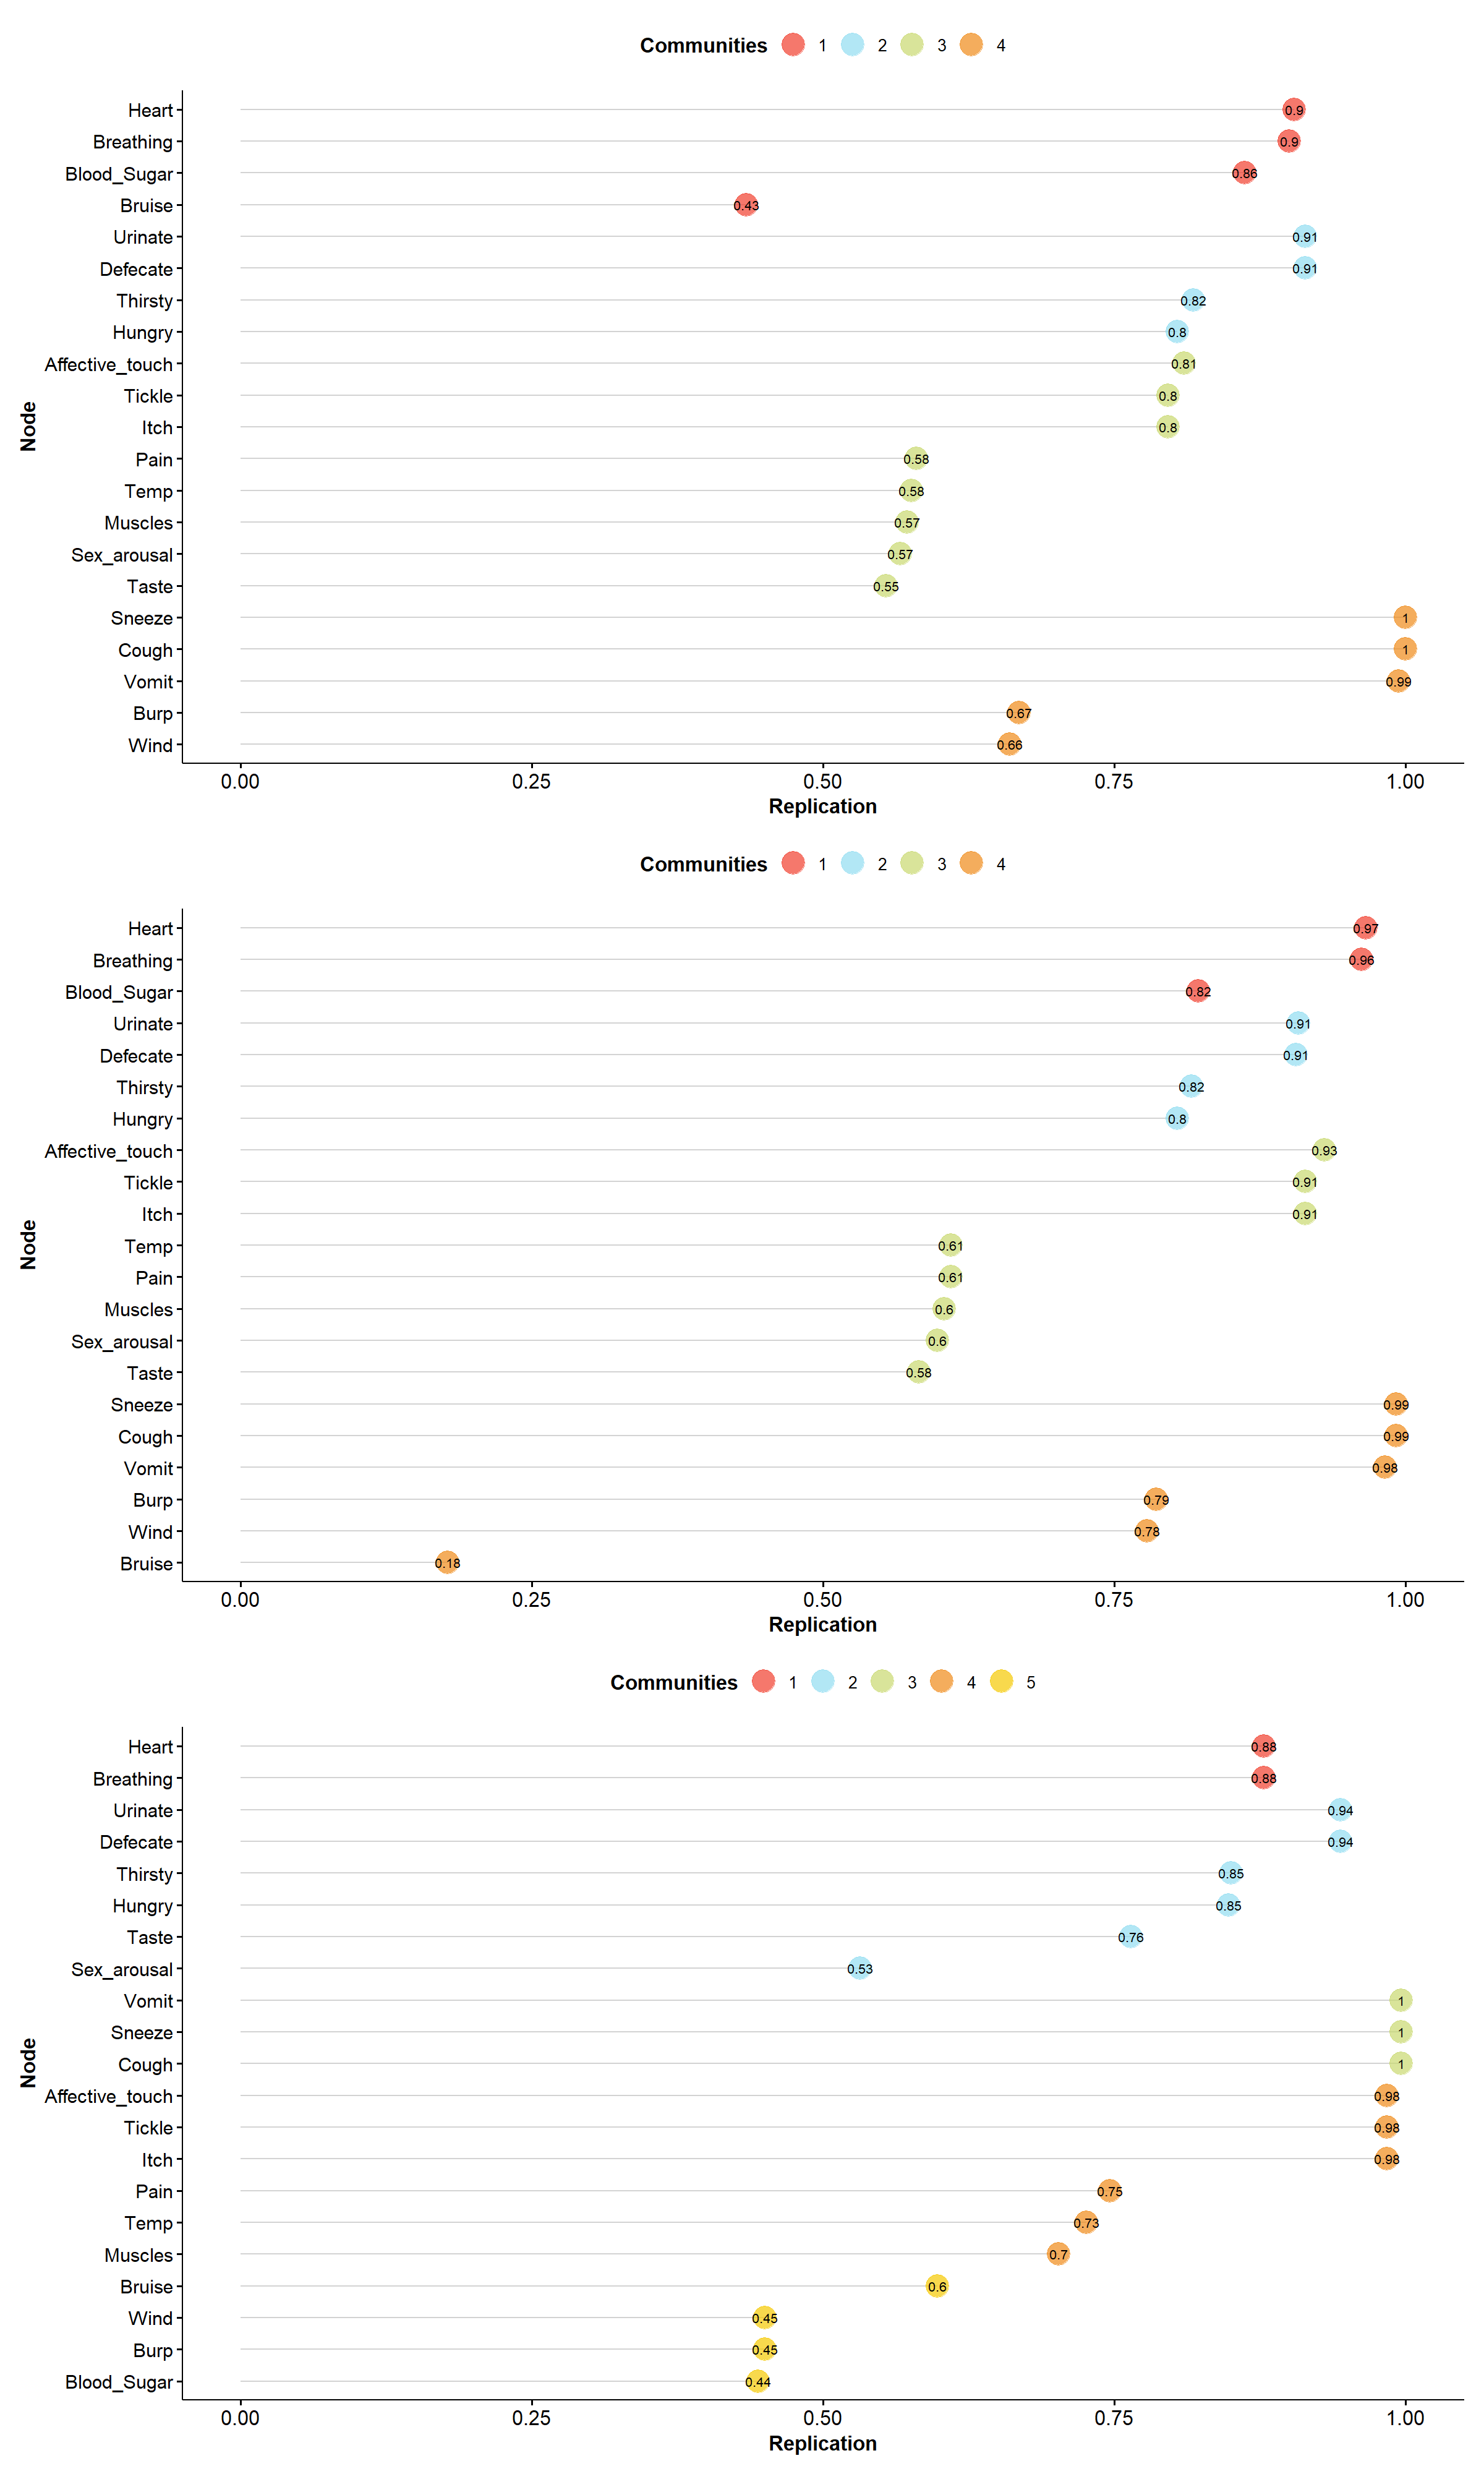 Communities 1 2 3 4
Heart 0.9
Breathing 0.9
Blood_Sugar 0.86
Bruise 0.43
Urinate 0.91
Defecate 0.91
Thirsty 0.82
Hungry 0.8
Affective_touch 0.81
Tickle 0.8
Itch 0.8
Pain 0.58
Temp 0.58
Muscles 0.57
Sex_arousal 0.57
Taste 0.55
Sneeze 1
Cough 1
Vomit 0.99
Burp 0.67
Wind 0.66
Node
0.00 0.25 0.50 0.75 1.00
Replication
Communities 1 2 3 4
Heart 0.97
Breathing 0.96
Blood_Sugar 0.82
Urinate 0.91
Defecate 0.91
Thirsty 0.82
Hungry 0.8
Affective_touch 0.93
Tickle 0.91
Itch 0.91
Temp 0.61
Pain 0.61
Muscles 0.6
Sex_arousal 0.6
Taste 0.58
Sneeze 0.99
Cough 0.99
Vomit 0.98
Burp 0.79
Wind 0.78
Bruise 0.18
Node
0.00 0.25 0.50 0.75 1.00
Replication
Communities 1 2 3 4 5
Heart 0.88
Breathing 0.88
Urinate 0.94
Defecate 0.94
Thirsty 0.85
Hungry 0.85
Taste 0.76
Sex_arousal 0.53
Vomit 1
Sneeze 1
Cough 1
Affective_touch 0.98
Tickle 0.98
Itch 0.98
Pain 0.75
Temp 0.73
Muscles 0.7
Bruise 0.6
Wind 0.45
Burp 0.45
Blood_Sugar 0.44
Node
0.00 0.25 0.50 0.75 1.00
Replication